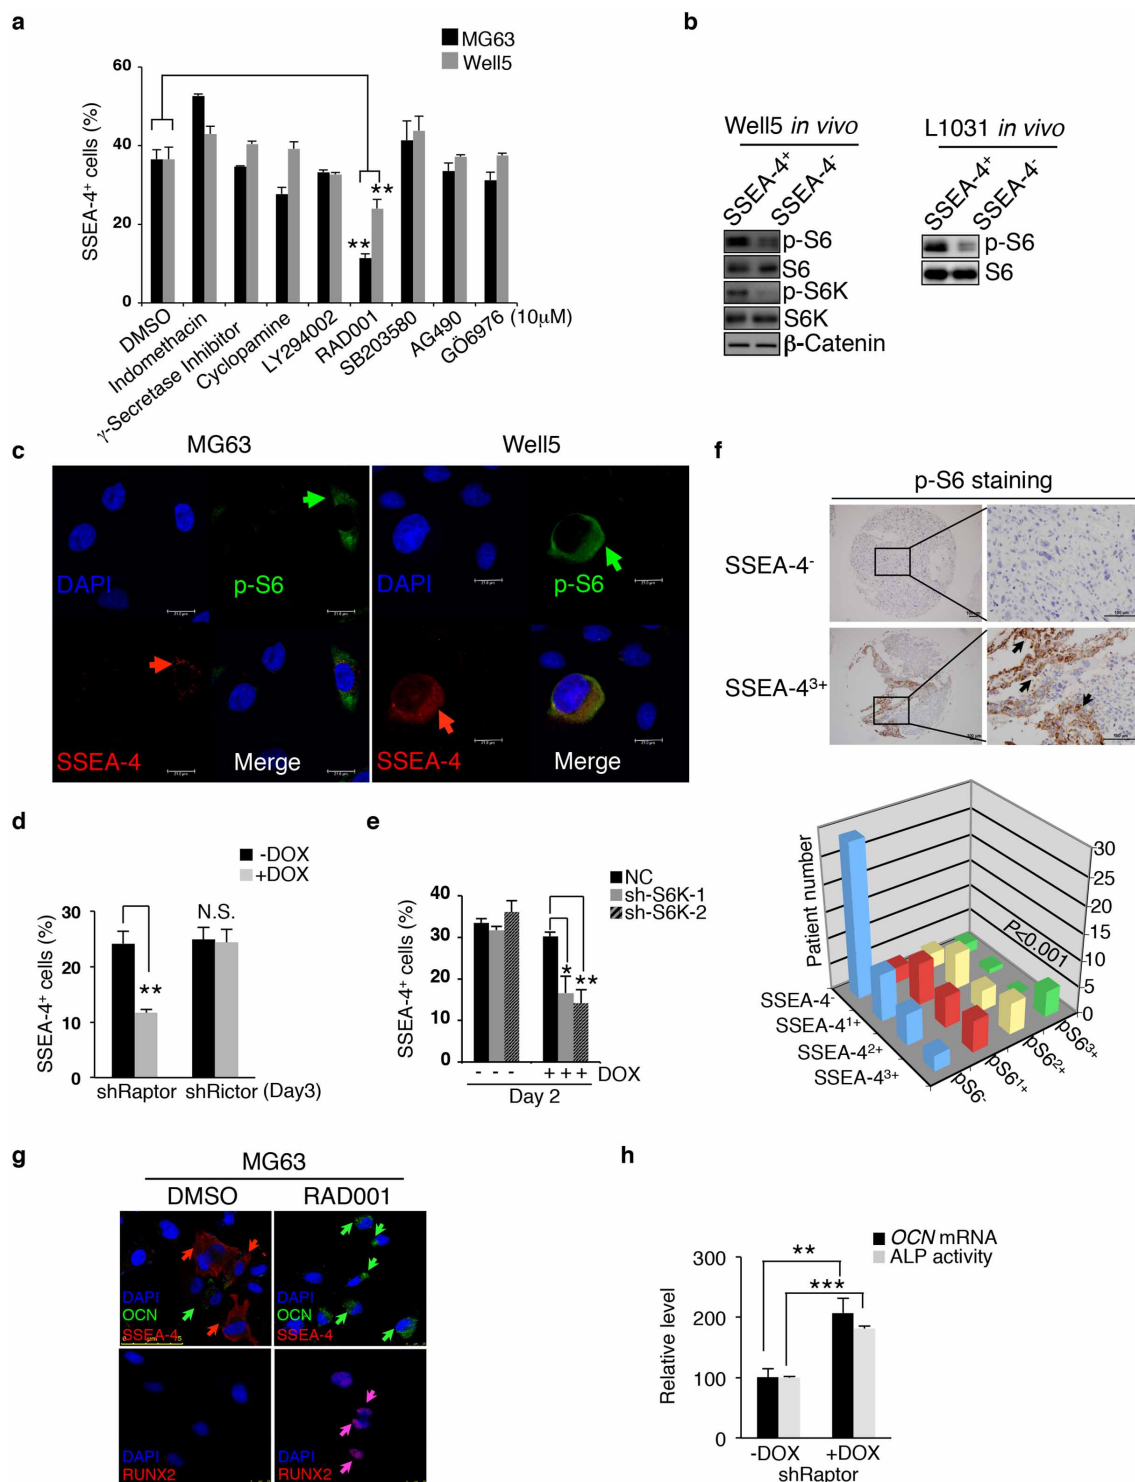 a
MG63
Well5
SSEA-4⁺ cells (%)
60
40
20
0
DMSO
Indomethacin
γ-Secretase Inhibitor
Cyclopamine
LY294002
RAD001
SB203580
AG490
GÖ6976
(10µM)
**
**
b
Well5 in vivo
SSEA-4⁺
SSEA-4⁻
p-S6
S6
p-S6K
S6K
β-Catenin
L1031 in vivo
SSEA-4⁺
SSEA-4⁻
p-S6
S6
c
MG63
Well5
DAPI
p-S6
SSEA-4
Merge
DAPI
p-S6
SSEA-4
Merge
d
-DOX
+DOX
SSEA-4⁺ cells (%)
30
20
10
0
**
N.S.
shRaptor
shRictor
(Day3)
e
NC
sh-S6K-1
sh-S6K-2
SSEA-4⁺ cells (%)
40
30
20
10
0
*
**
- - - + + + DOX
Day 2
f
p-S6 staining
SSEA-4⁻
SSEA-4³⁺
Patient number
30
25
20
15
10
5
0
P<0.001
SSEA-4⁻
SSEA-4¹⁺
SSEA-4²⁺
SSEA-4³⁺
pS6⁻
pS6¹⁺
pS6²⁺
pS6³⁺
g
MG63
DMSO
RAD001
DAPI
OCN
SSEA-4
DAPI
OCN
SSEA-4
DAPI
RUNX2
DAPI
RUNX2
h
OCN mRNA
ALP activity
Relative level
300
200
100
0
**
***
-DOX
+DOX
shRaptor